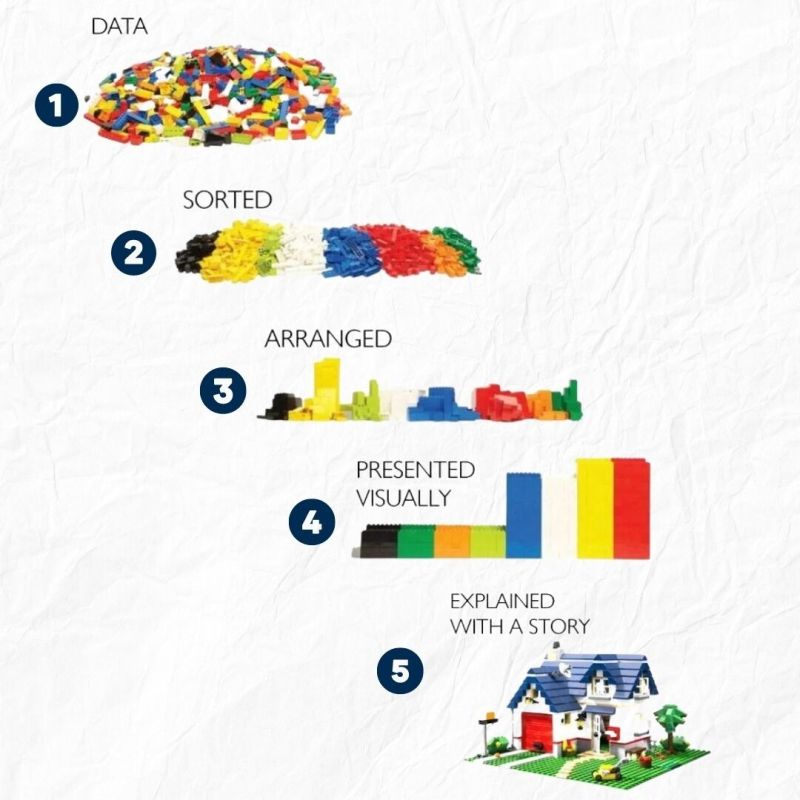 DATA
1
SORTED
2
ARRANGED
3
PRESENTED
VISUALLY
4
EXPLAINED
WITH A STORY
5